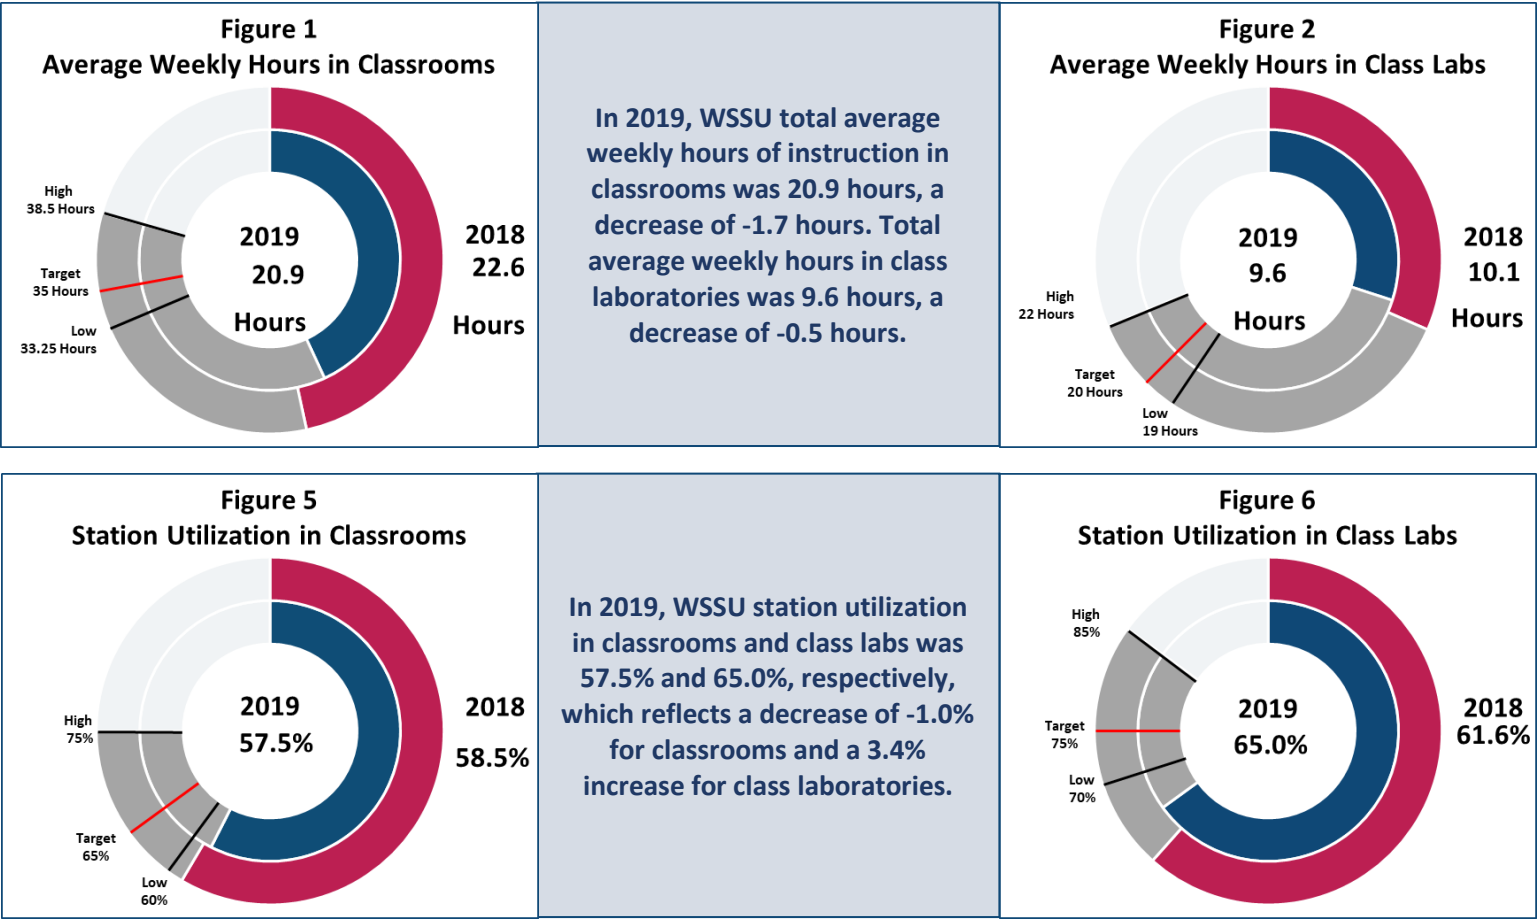 Figure 1
Average Weekly Hours in Classrooms
High
38.5 Hours
Target
35 Hours
Low
33.25 Hours
2019
20.9
Hours
2018
22.6
Hours
In 2019, WSSU total average
weekly hours of instruction in
classrooms was 20.9 hours, a
decrease of -1.7 hours. Total
average weekly hours in class
laboratories was 9.6 hours, a
decrease of -0.5 hours.
Figure 2
Average Weekly Hours in Class Labs
High
22 Hours
Target
20 Hours
Low
19 Hours
2019
9.6
Hours
2018
10.1
Hours
Figure 5
Station Utilization in Classrooms
High
75%
Target
65%
Low
60%
2019
57.5%
2018
58.5%
In 2019, WSSU station utilization
in classrooms and class labs was
57.5% and 65.0%, respectively,
which reflects a decrease of -1.0%
for classrooms and a 3.4%
increase for class laboratories.
Figure 6
Station Utilization in Class Labs
High
85%
Target
75%
Low
70%
2019
65.0%
2018
61.6%